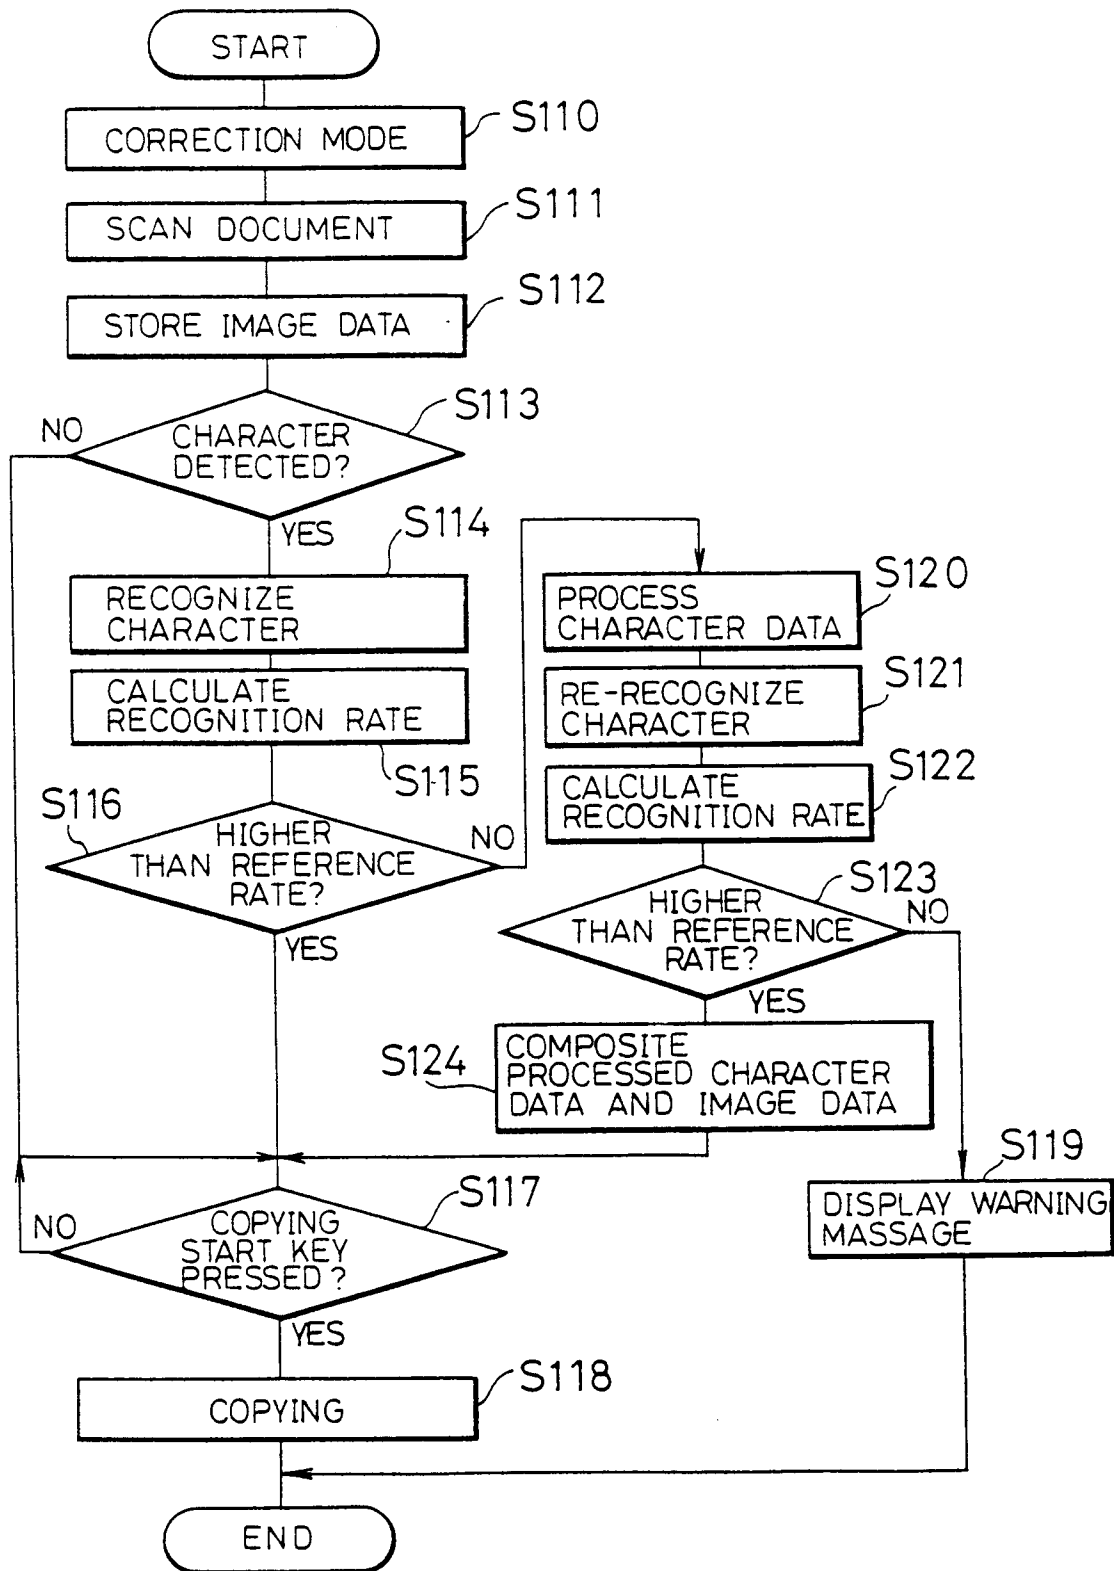 START
CORRECTION MODE
S110
SCAN DOCUMENT
S111
STORE IMAGE DATA
S112
S113
NO
CHARACTER
DETECTED?
YES
S114
RECOGNIZE
CHARACTER
CALCULATE
RECOGNITION RATE
S115
S116
HIGHER
THAN REFERENCE
RATE?
NO
YES
S120
PROCESS
CHARACTER DATA
S121
RE-RECOGNIZE
CHARACTER
S122
CALCULATE
RECOGNITION RATE
S123
HIGHER
THAN REFERENCE
RATE?
NO
YES
S124
COMPOSITE
PROCESSED CHARACTER
DATA AND IMAGE DATA
S119
DISPLAY WARNING
MASSAGE
S117
NO
COPYING
START KEY
PRESSED?
YES
S118
COPYING
END